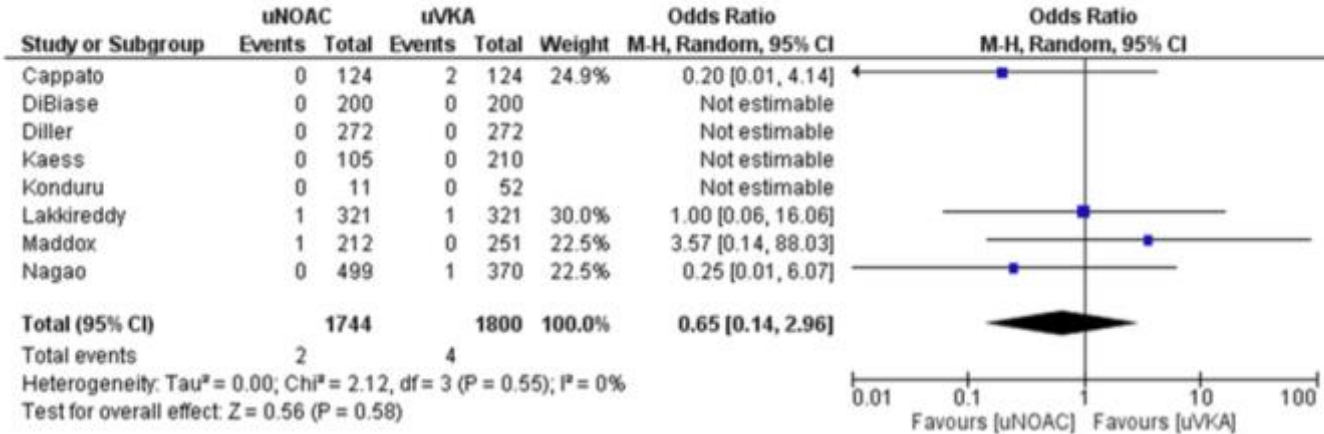 uNOAC uVKA Odds Ratio Odds Ratio
Study or Subgroup Events Total Events Total Weight M-H, Random, 95% CI M-H, Random, 95% CI
Cappato 0 124 2 124 24.9% 0.20 [0.01, 4.14]
DiBiase 0 200 0 200 Not estimable
Diller 0 272 0 272 Not estimable
Kaess 0 105 0 210 Not estimable
Konduru 0 11 0 52 Not estimable
Lakkireddy 1 321 1 321 30.0% 1.00 [0.06, 16.06]
Maddox 1 212 0 251 22.5% 3.57 [0.14, 88.03]
Nagao 0 499 1 370 22.5% 0.25 [0.01, 6.07]
Total (95% CI) 1744 1800 100.0% 0.65 [0.14, 2.96]
Total events 2 4
Heterogeneity: Tau² = 0.00; Chi² = 2.12, df = 3 (P = 0.55); I² = 0%
Test for overall effect: Z = 0.56 (P = 0.58)
0.01 0.1 1 10 100
Favours [uNOAC] Favours [uVKA]